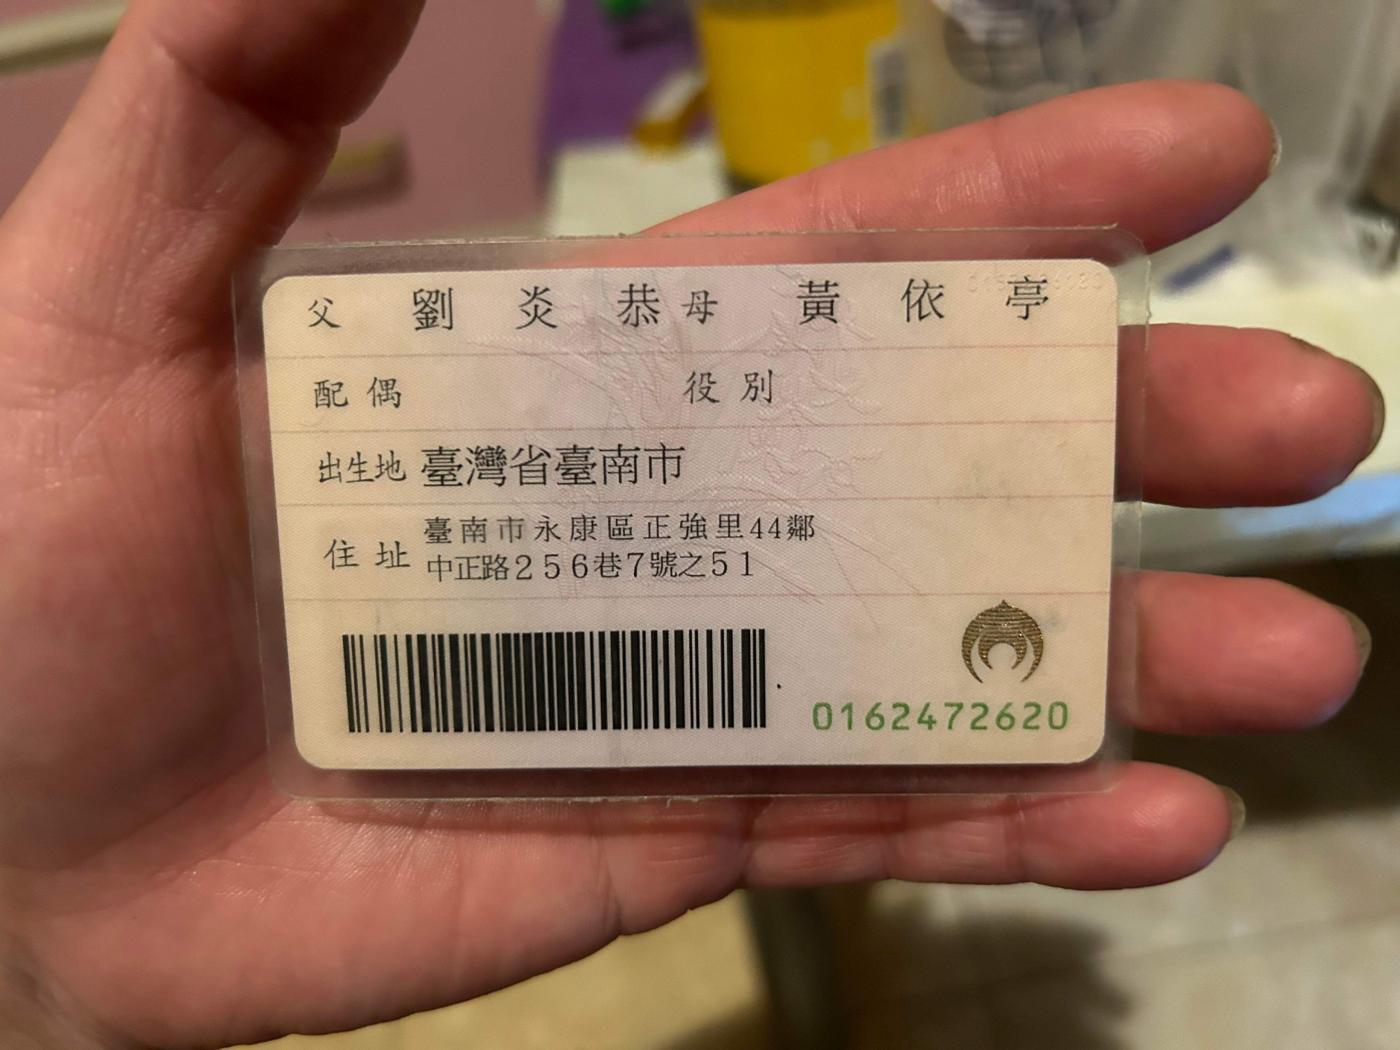 父 劉炎恭 母 黃依亭
配偶 役別
出生地 臺灣省臺南市
住址 臺南市永康區正強里44鄰
中正路256巷7號之51
0162472620